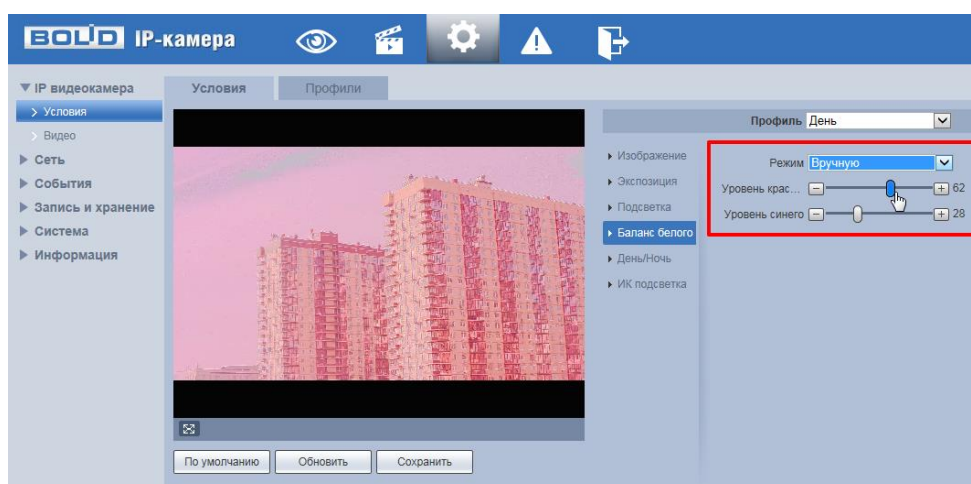 BOLID IP-камера
IP видеокамера
Условия
Видео
Сеть
События
Запись и хранение
Система
Информация
Условия Профили
По умолчанию Обновить Сохранить
Профиль День
Изображение
Экспозиция
Подсветка
Баланс белого
День/Ночь
ИК подсветка
Режим Вручную
Уровень крас... 62
Уровень синего 28